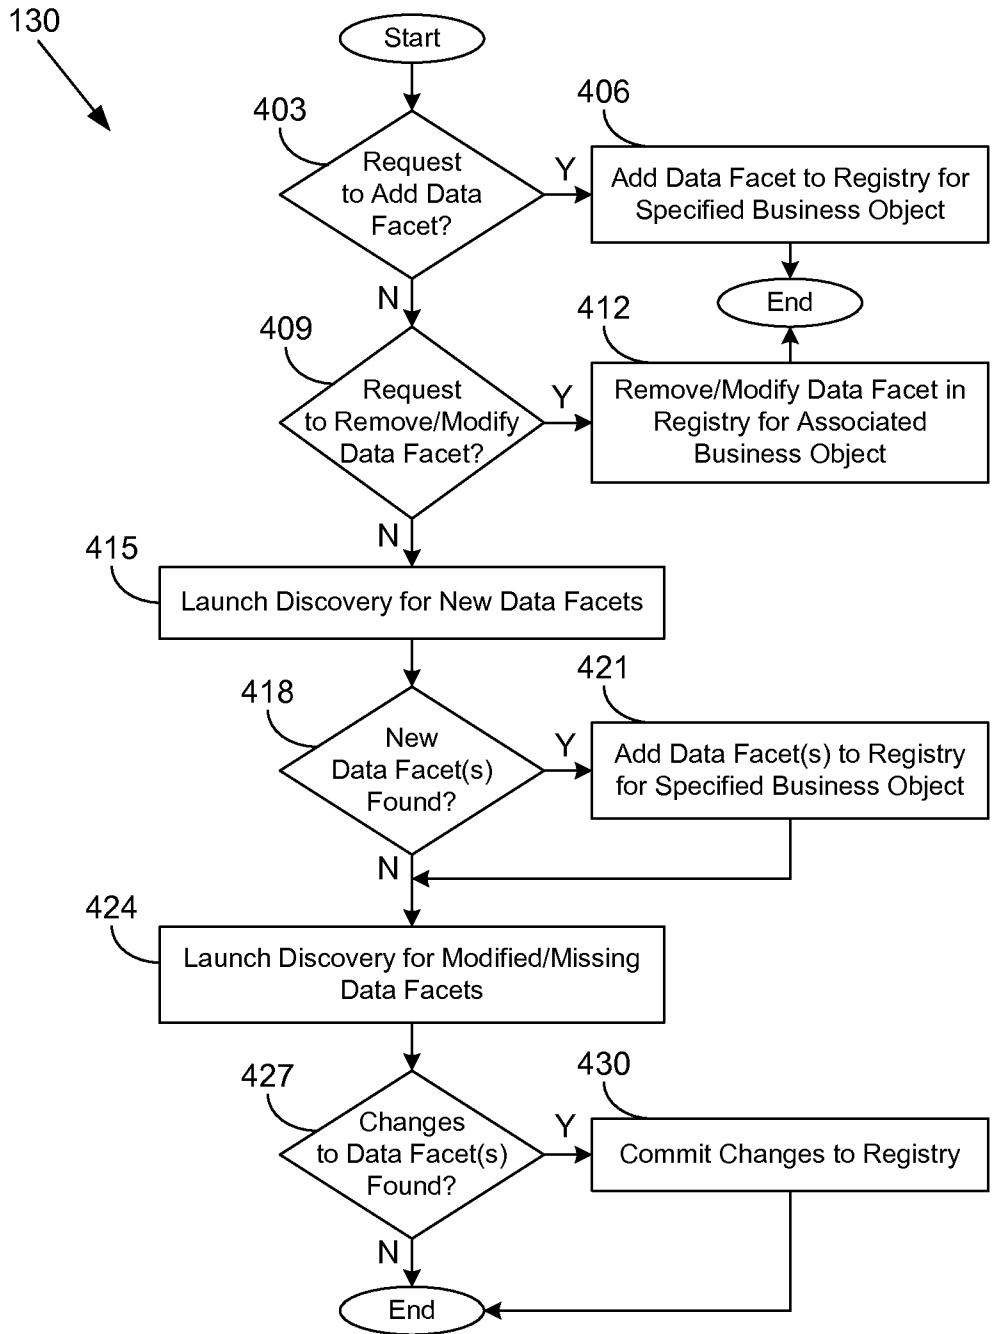 130
Start
403
Request
to Add Data
Facet?
Y
406
Add Data Facet to Registry for
Specified Business Object
N
End
409
Request
to Remove/Modify
Data Facet?
Y
412
Remove/Modify Data Facet in
Registry for Associated
Business Object
N
415
Launch Discovery for New Data Facets
418
New
Data Facet(s)
Found?
Y
421
Add Data Facet(s) to Registry
for Specified Business Object
N
424
Launch Discovery for Modified/Missing
Data Facets
427
Changes
to Data Facet(s)
Found?
Y
430
Commit Changes to Registry
N
End